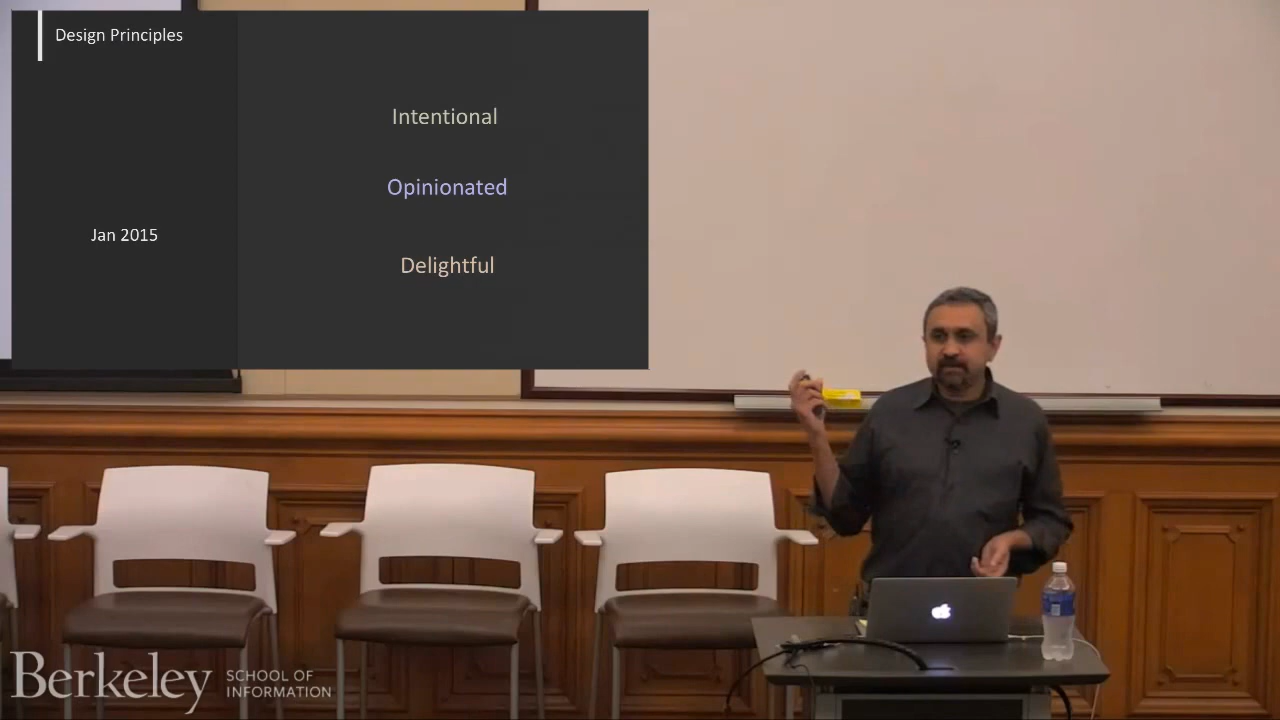 Design Principles
Intentional
Opinionated
Jan 2015
Delightful
Berkeley
SCHOOL OF
INFORMATION